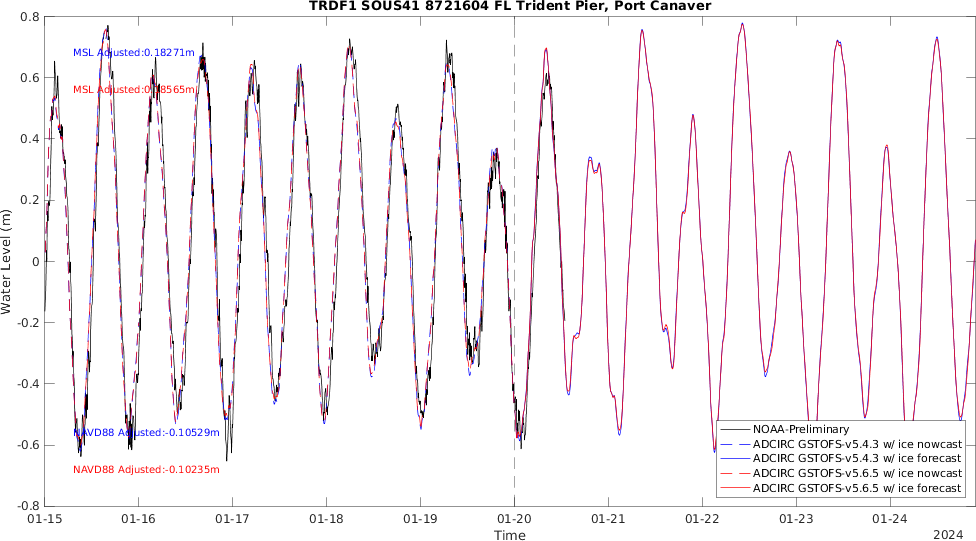 TRDF1 SOUS41 8721604 FL Trident Pier, Port Canaver
Water Level (m)
0.8
0.6
0.4
0.2
0
-0.2
-0.4
-0.6
-0.8
MSL Adjusted:0.18271m
MSL Adjusted:0.18565m
NAVD88 Adjusted:-0.10529m
NAVD88 Adjusted:-0.10235m
NOAA-Preliminary
ADCIRC GSTOFS-v5.4.3 w/ ice nowcast
ADCIRC GSTOFS-v5.4.3 w/ ice forecast
ADCIRC GSTOFS-v5.6.5 w/ ice nowcast
ADCIRC GSTOFS-v5.6.5 w/ ice forecast
01-15 01-16 01-17 01-18 01-19 01-20 01-21 01-22 01-23 01-24
Time
2024